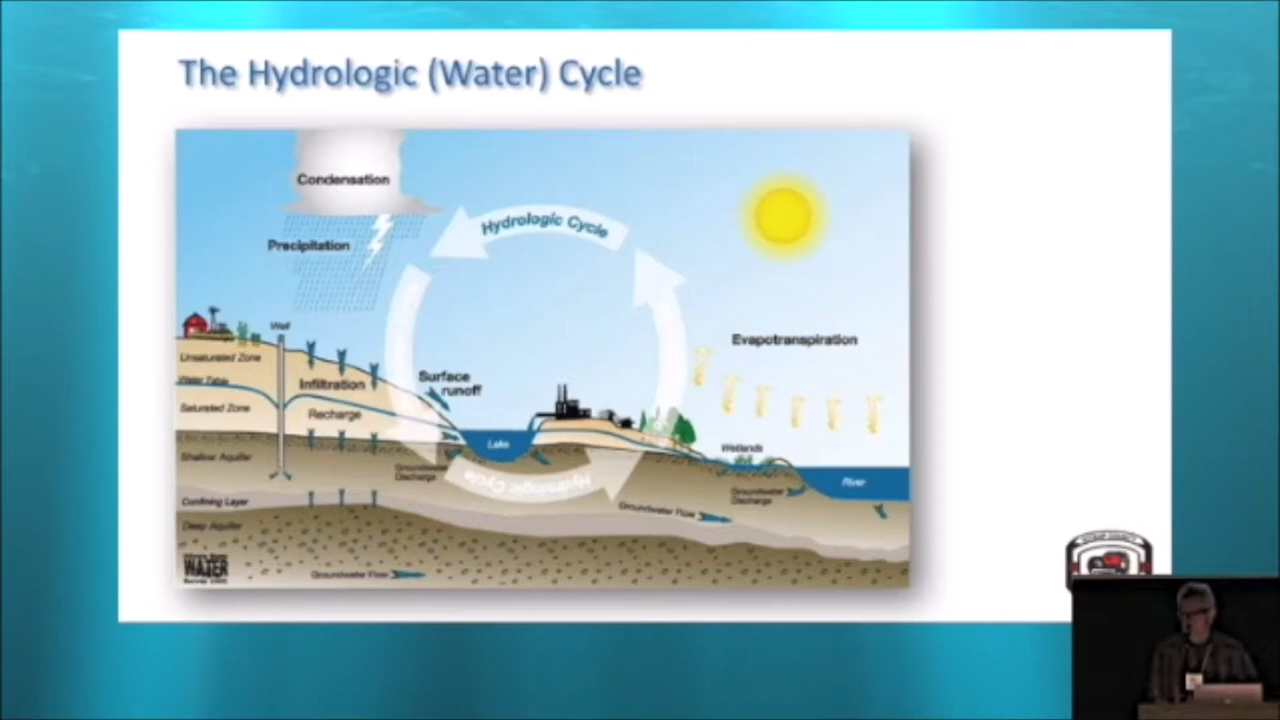 The Hydrologic (Water) Cycle
Condensation
Hydrologic Cycle
Precipitation
Evapotranspiration
Well
Unsaturated Zone
Surface
runoff
Water Table
Infiltration
Saturated Zone
Recharge
Lake
Wetlands
Shallow Aquifer
Groundwater
Discharge
Hydrologic Cycle
River
Groundwater
Discharge
Confining Layer
Groundwater Flow
Deep Aquifer
WATER
Groundwater Flow